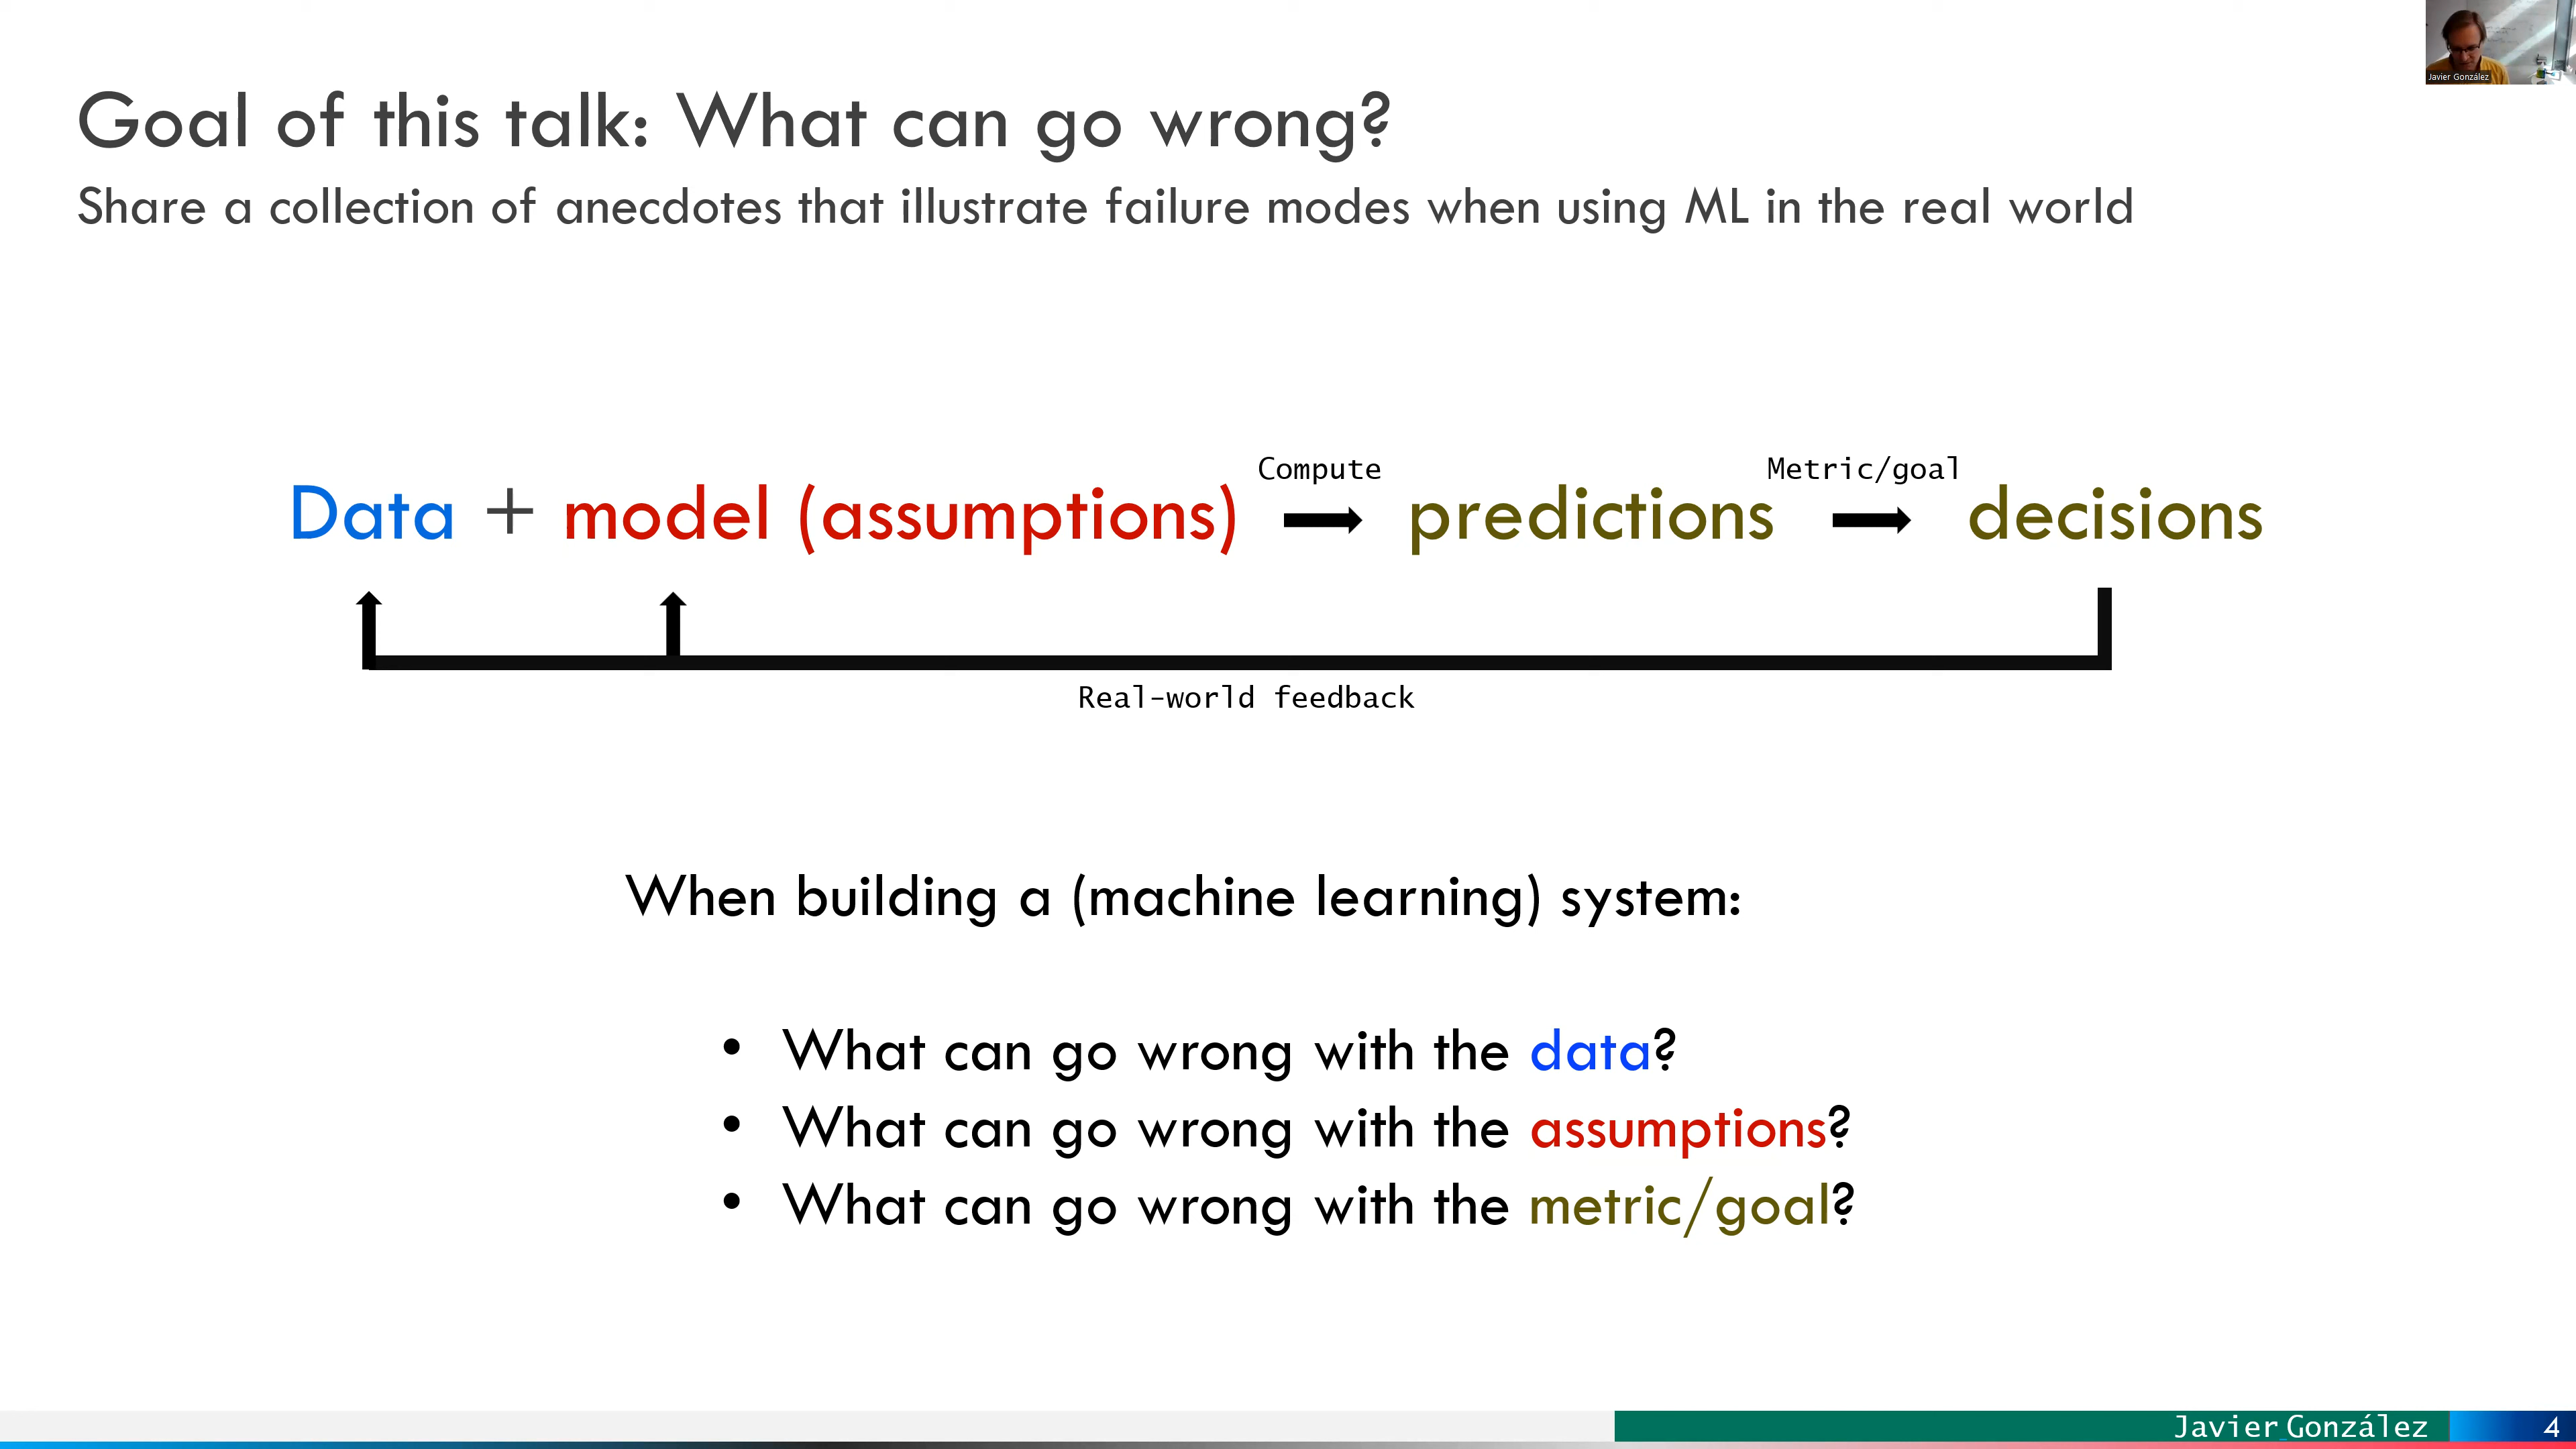 Javier González
Goal of this talk: What can go wrong?
Share a collection of anecdotes that illustrate failure modes when using ML in the real world
Compute
Metric/goal
Data + model (assumptions) predictions decisions
Real-world feedback
When building a (machine learning) system:
• What can go wrong with the data?
• What can go wrong with the assumptions?
• What can go wrong with the metric/goal?
Javier González 4